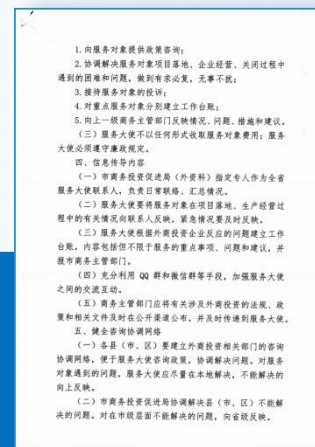 1.向服务对象提供政策咨询；
2.协调解决服务对象项目落地、企业经营、关闭过程中
遇到的困难和问题，做到有求必复，无事不扰；
3.接待服务对象的投诉；
4.对重点服务对象分别建立工作台账；
5.向上一级商务主管部门反映情况、问题、措施和建议。
（三）服务大使不以任何形式收取服务对象费用；服务
大使必须遵守廉政规定。
四、信息传导内容
（一）市商务投资促进局（外资科）指定专人作为全省
服务大使联系人，负责日常联络、汇总情况。
（二）服务大使要将服务对象在项目落地、生产经营过
程中的有关情况向联系人反映，紧急情况要及时反映。
（三）服务大使根据外商投资企业反应的问题建立工作
台账，内容包括但不限于服务的重点事项、问题和建议，并
报市商务主管部门。
（四）充分利用 QQ 群和微信群等手段，加强服务大使
之间的交流互动。
（五）商务主管部门应将有关涉及外商投资的法规、政
策和相关文件及时在公开渠道公布，并及时传递到服务大使。
五、健全咨询协调网络
（一）各县（市、区）要建立外商投资相关部门的咨询
协调网络，便于服务大使咨询政策，协调解决问题。对服务
对象遇到的问题，服务大使应尽量在本地解决，不能解决的
向上反映。
（二）市商务投资促进局协调解决县（市、区）不能解
决的问题。对在市级层面不能解决的问题，向省级反映。